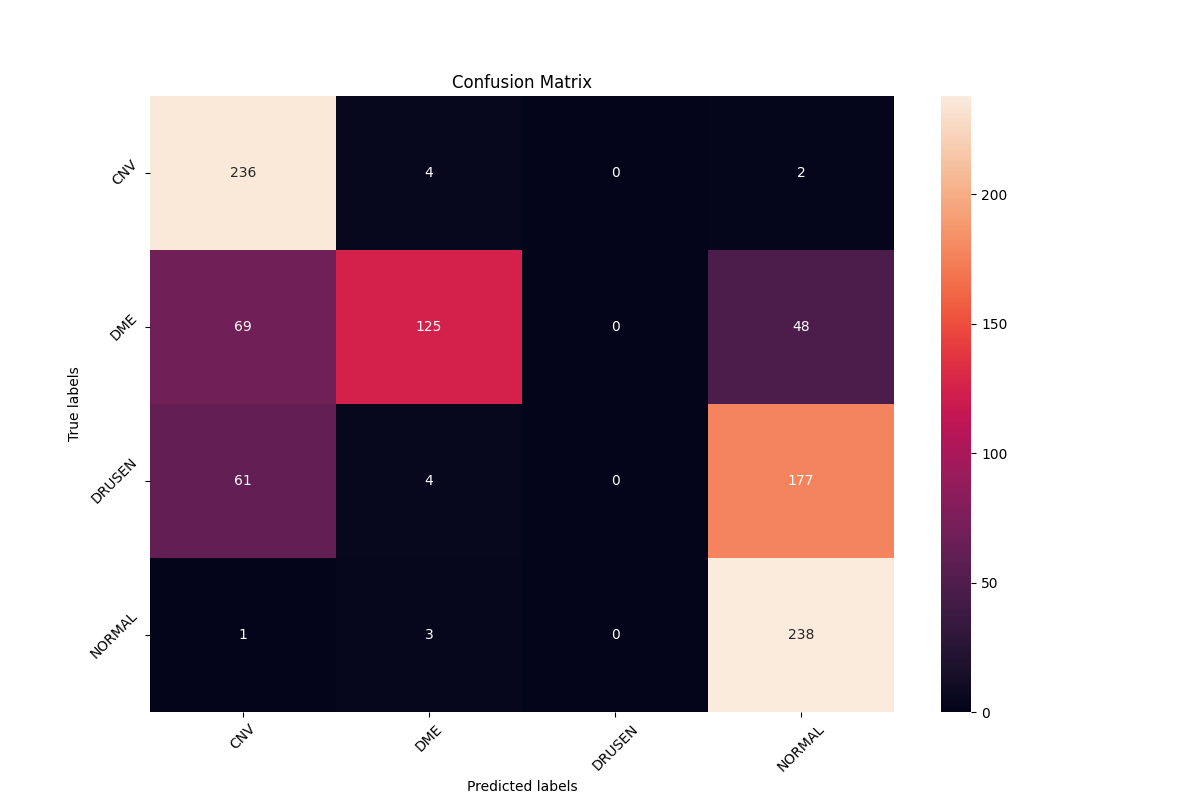 Confusion Matrix
CNV
236 4 0 2
DME
69 125 0 48
DRUSEN
61 4 0 177
NORMAL
1 3 0 238
True labels
CNV DME DRUSEN NORMAL
Predicted labels
200
150
100
50
0